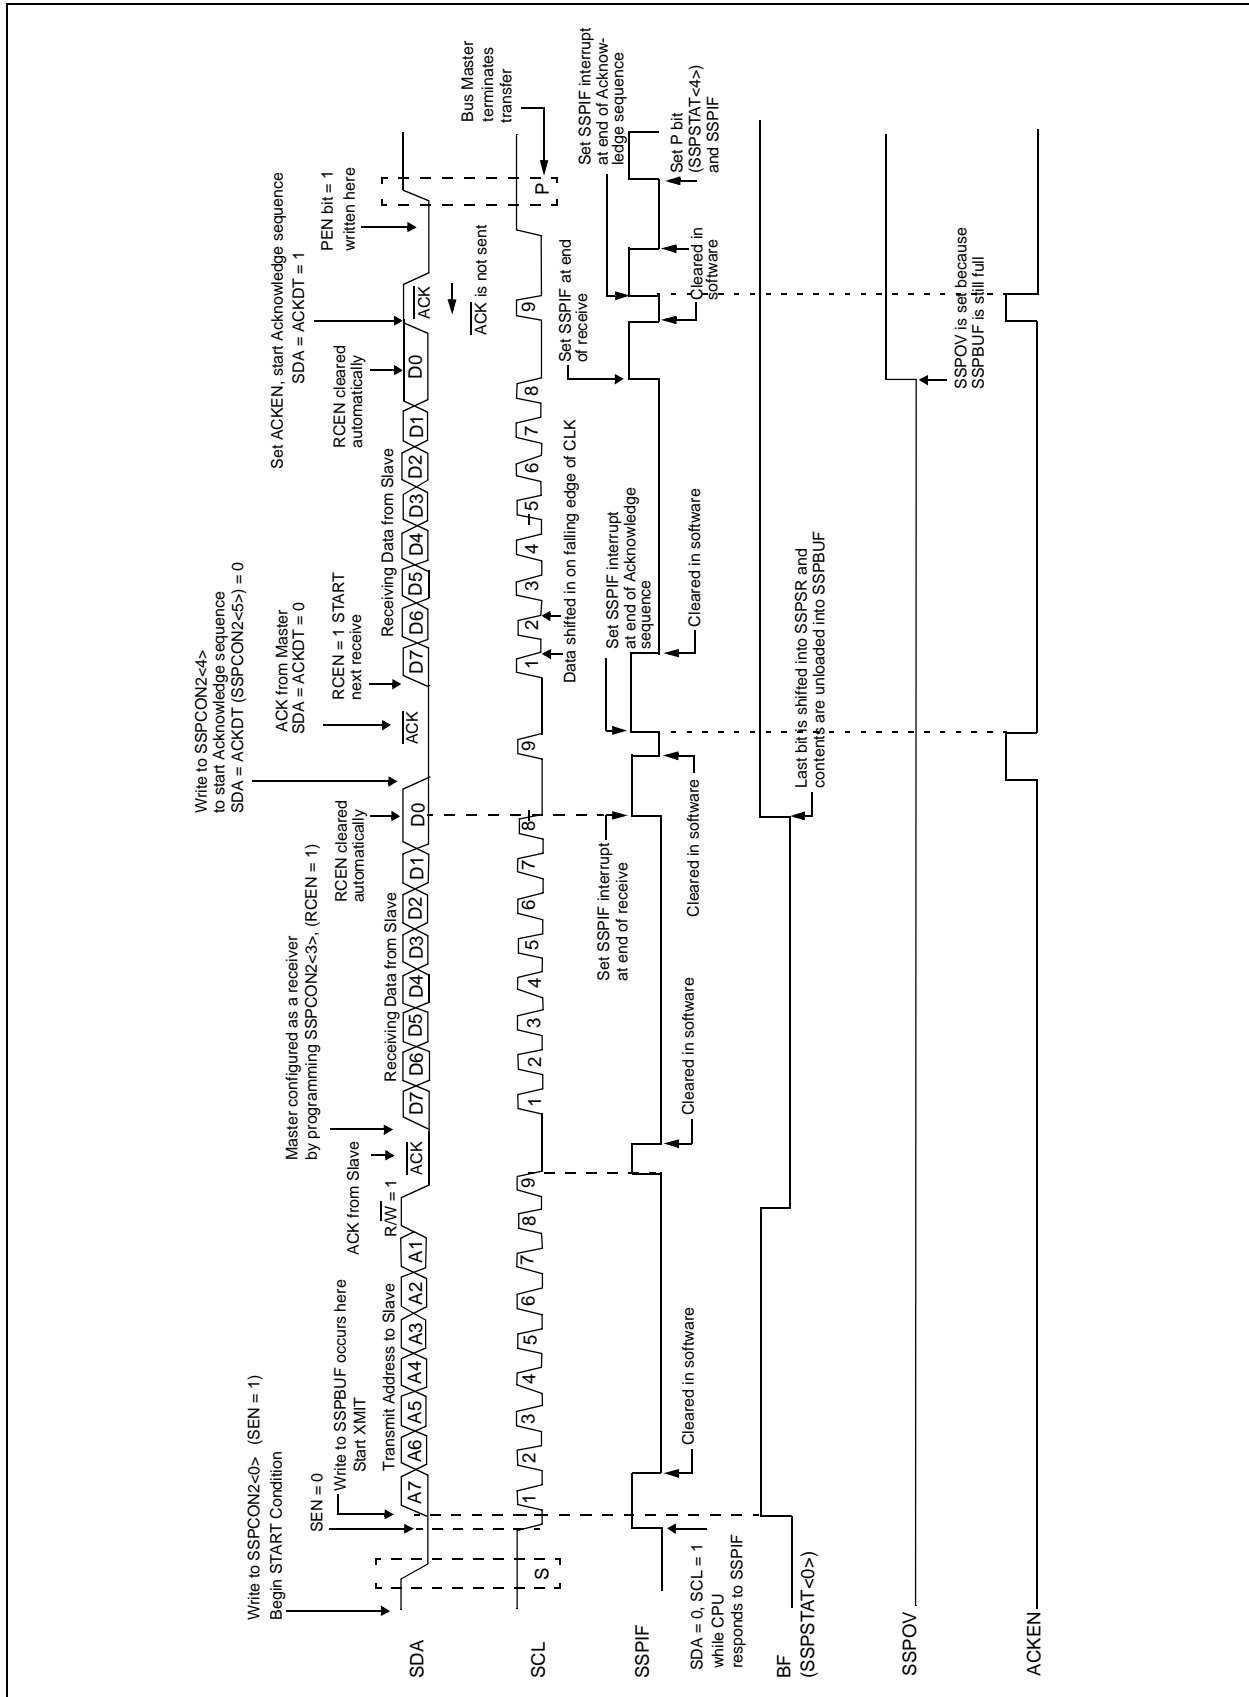 Write to SSPCON2<0> (SEN = 1)
Begin START Condition
SEN = 0
Write to SSPBUF occurs here
Start XMIT
Transmit Address to Slave
ACK from Slave
R/W = 1
Master configured as a receiver
by programming SSPCON2<3>, (RCEN = 1)
Receiving Data from Slave
RCEN cleared
automatically
Write to SSPCON2<4>
to start Acknowledge sequence
SDA = ACKDT (SSPCON2<5>) = 0
ACK from Master
SDA = ACKDT = 0
RCEN = 1 START
next receive
Receiving Data from Slave
RCEN cleared
automatically
Set ACKEN, start Acknowledge sequence
SDA = ACKDT = 1
PEN bit = 1
written here
SDA
A7 A6 A5 A4 A3 A2 A1
ACK
D7 D6 D5 D4 D3 D2 D1 D0
ACK
D7 D6 D5 D4 D3 D2 D1 D0
ACK
ACK is not sent
Bus Master
terminates
transfer
SCL
S
1 2 3 4 5 6 7 8 9
1 2 3 4 5 6 7 8 9
1 2 3 4 5 6 7 8 9
P
Data shifted in on falling edge of CLK
Set SSPIF interrupt
at end of receive
Set SSPIF interrupt
at end of Acknowledge
sequence
Set SSPIF at end
of receive
Set SSPIF interrupt
at end of Acknow-
ledge sequence
SSPIF
SDA = 0, SCL = 1
while CPU
responds to SSPIF
Cleared in software
Cleared in software
Cleared in software
Cleared in software
Cleared in
software
Set P bit
(SSPSTAT<4>)
and SSPIF
BF
(SSPSTAT<0>)
Last bit is shifted into SSPSR and
contents are unloaded into SSPBUF
SSPOV
SSPOV is set because
SSPBUF is still full
ACKEN